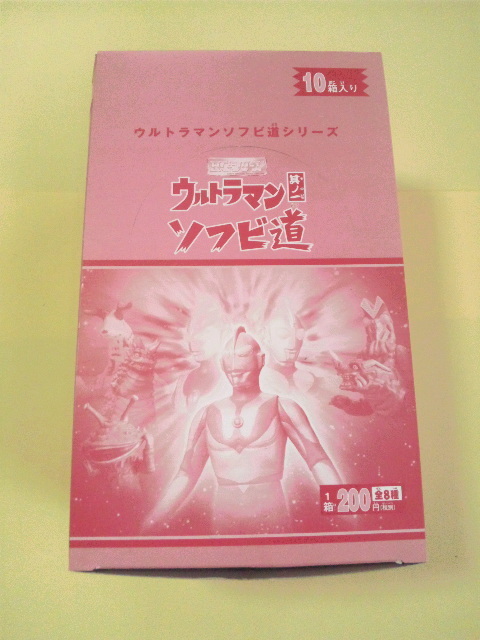 10箱入り
ウルトラマンソフビ道シリーズ
ウルトラマン
ソフビ道
1箱 200円(税別)
全8種